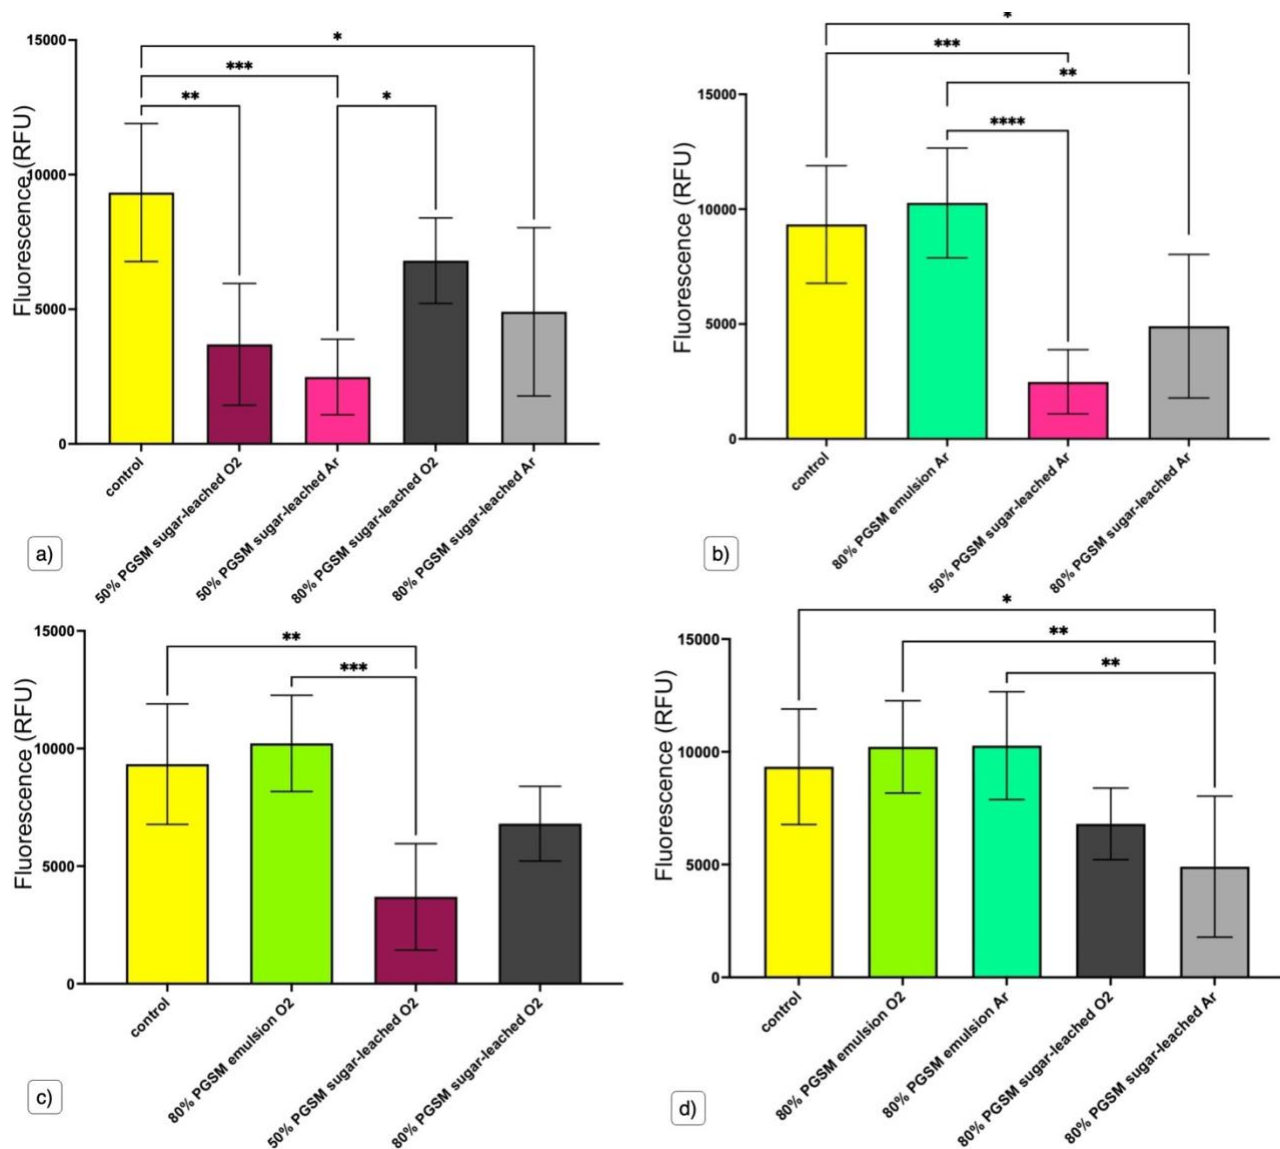 *
***
**
*
15000
10000
5000
0
Fluorescence (RFU)
control
50% PGSM sugar-leached O2
50% PGSM sugar-leached Ar
80% PGSM sugar-leached O2
80% PGSM sugar-leached Ar
a)
*
***
**
****
15000
10000
5000
0
Fluorescence (RFU)
control
80% PGSM emulsion Ar
50% PGSM sugar-leached Ar
80% PGSM sugar-leached Ar
b)
**
***
15000
10000
5000
0
Fluorescence (RFU)
control
80% PGSM emulsion O2
50% PGSM sugar-leached O2
80% PGSM sugar-leached O2
c)
*
**
**
15000
10000
5000
0
Fluorescence (RFU)
control
80% PGSM emulsion O2
80% PGSM emulsion Ar
80% PGSM sugar-leached O2
80% PGSM sugar-leached Ar
d)